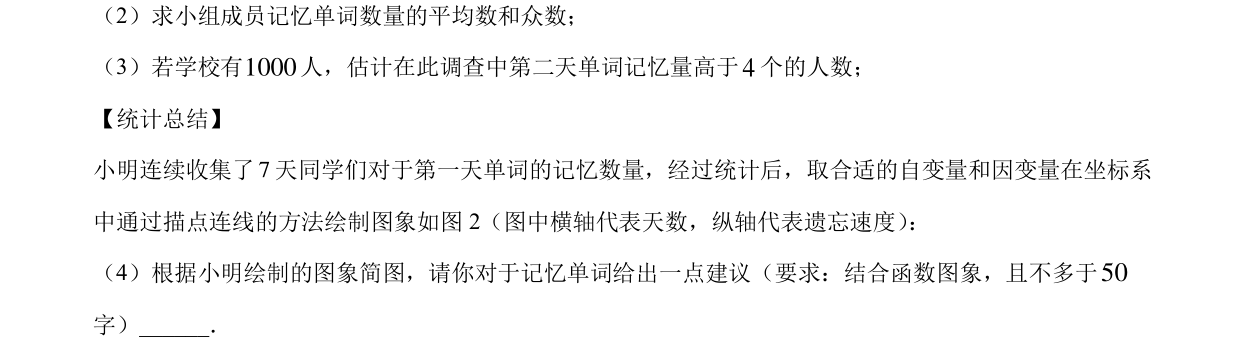 （2）求小组成员记忆单词数量的平均数和众数；
（3）若学校有1000人，估计在此调查中第二天单词记忆量高于4个的人数；
【统计总结】
小明连续收集了7天同学们对于第一天单词的记忆数量，经过统计后，取合适的自变量和因变量在坐标系
中通过描点连线的方法绘制图象如图2（图中横轴代表天数，纵轴代表遗忘速度）：
（4）根据小明绘制的图象简图，请你对于记忆单词给出一点建议（要求：结合函数图象，且不多于50
字）______．